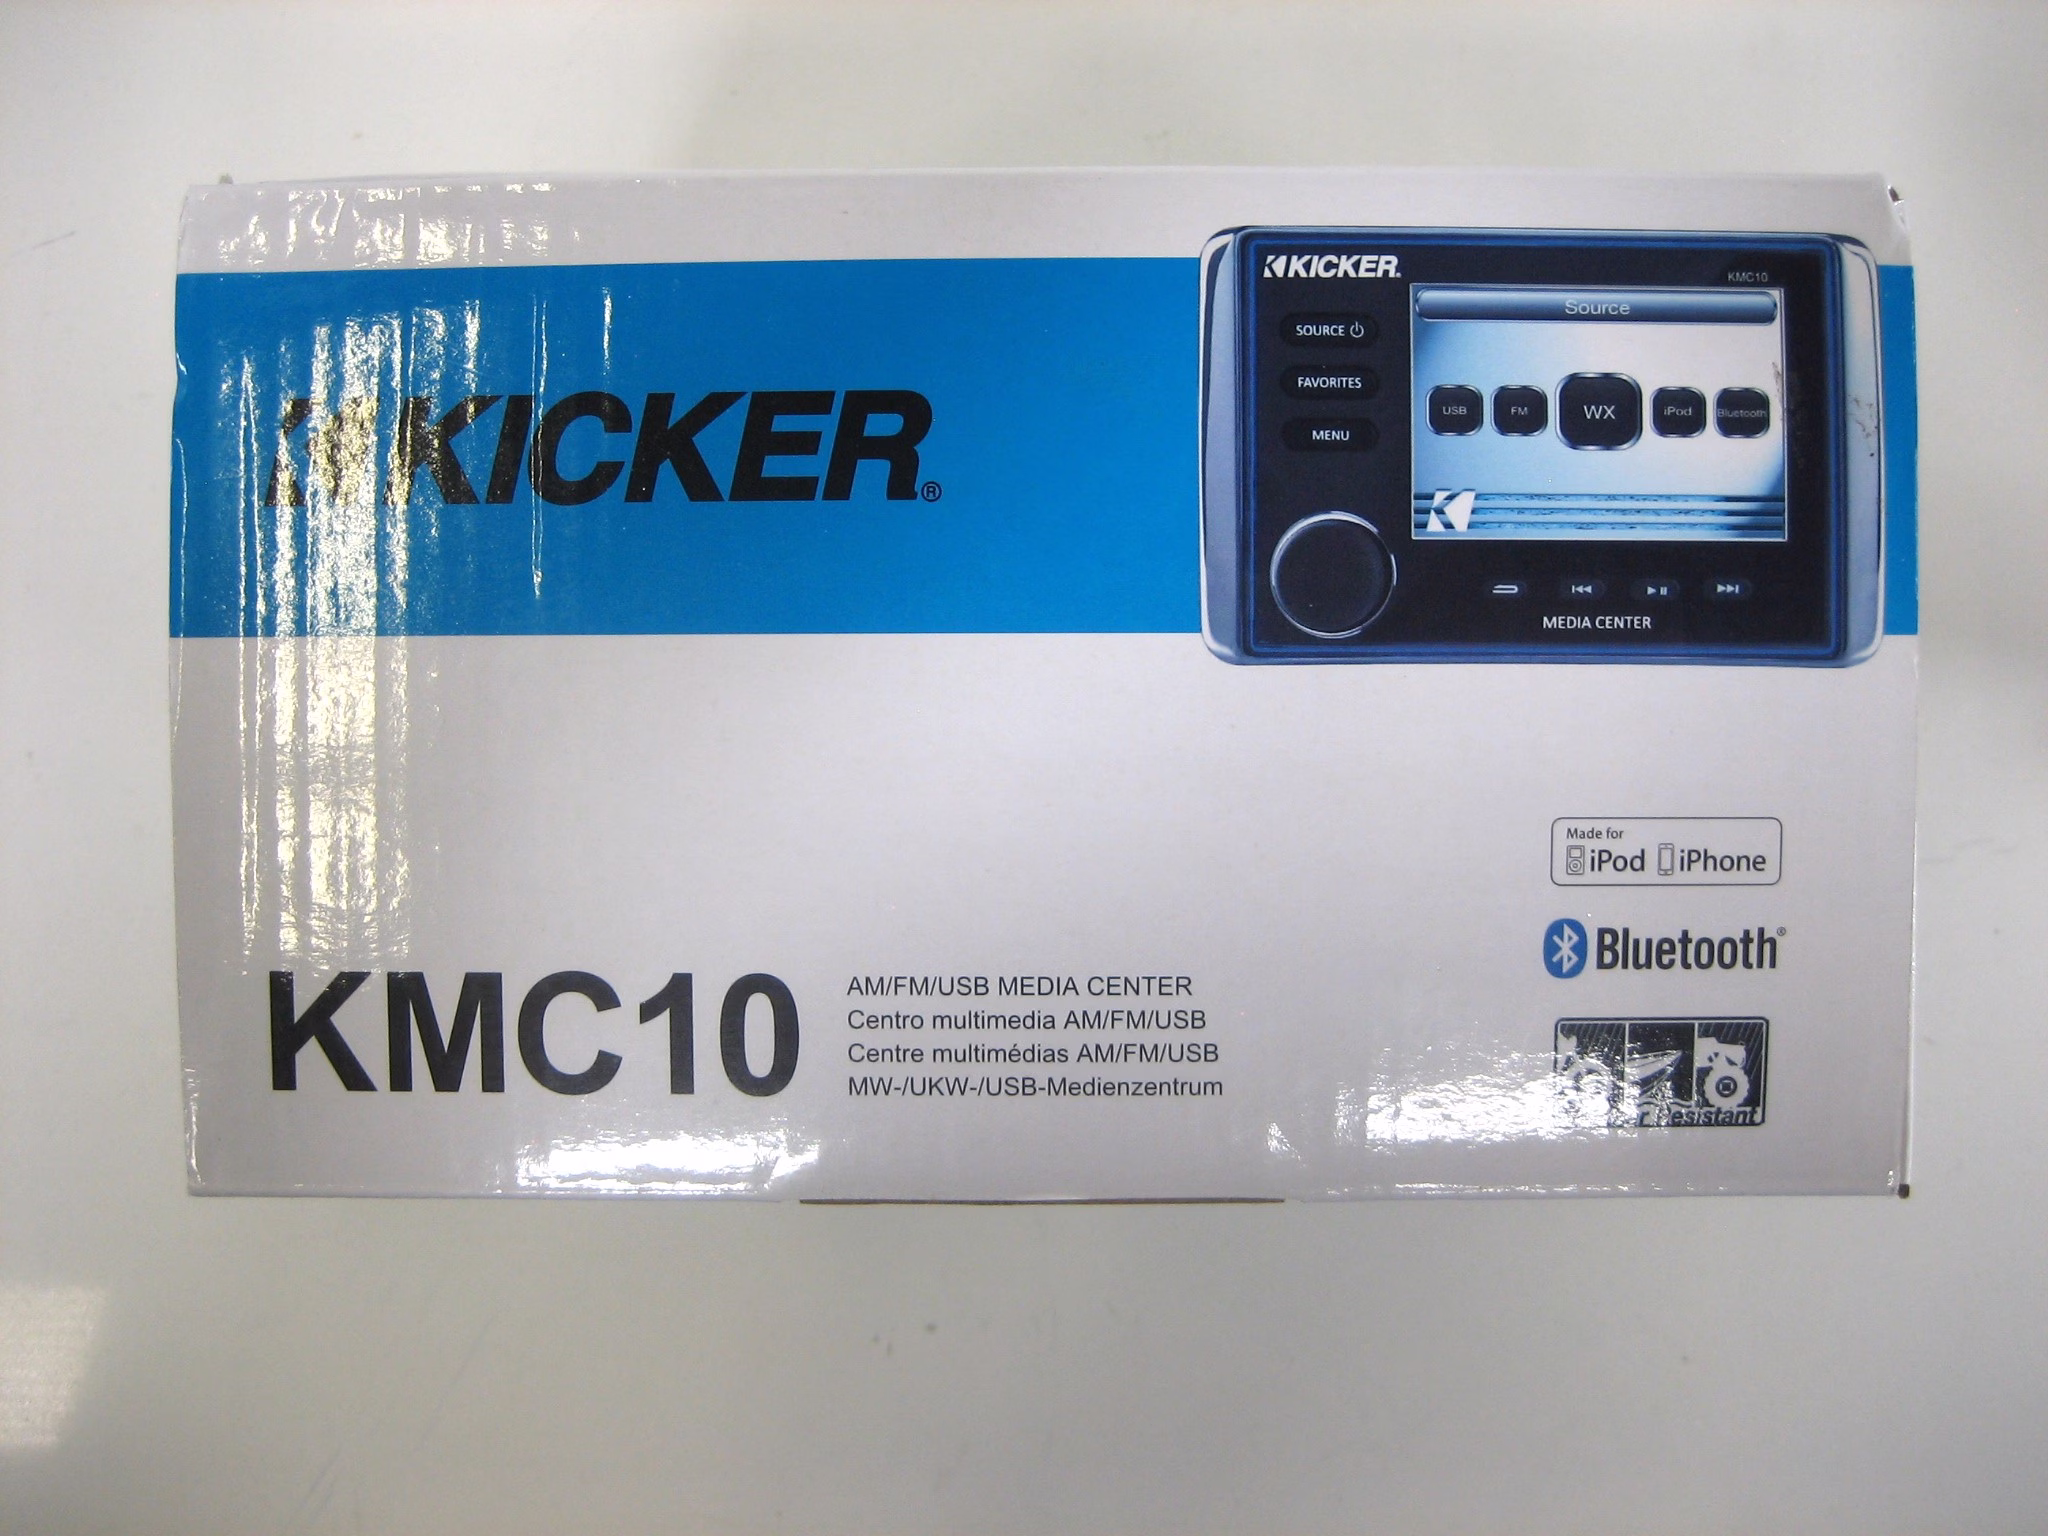 KICKER®
KICKER.
KMC10
SOURCE
FAVORITES
MENU
Source
USB
FM
WX
iPod
Bluetooth
MEDIA CENTER
Made for
iPod iPhone
Bluetooth®
KMC10
AM/FM/USB MEDIA CENTER
Centro multimedia AM/FM/USB
Centre multimédias AM/FM/USB
MW-/UKW-/USB-Medienzentrum